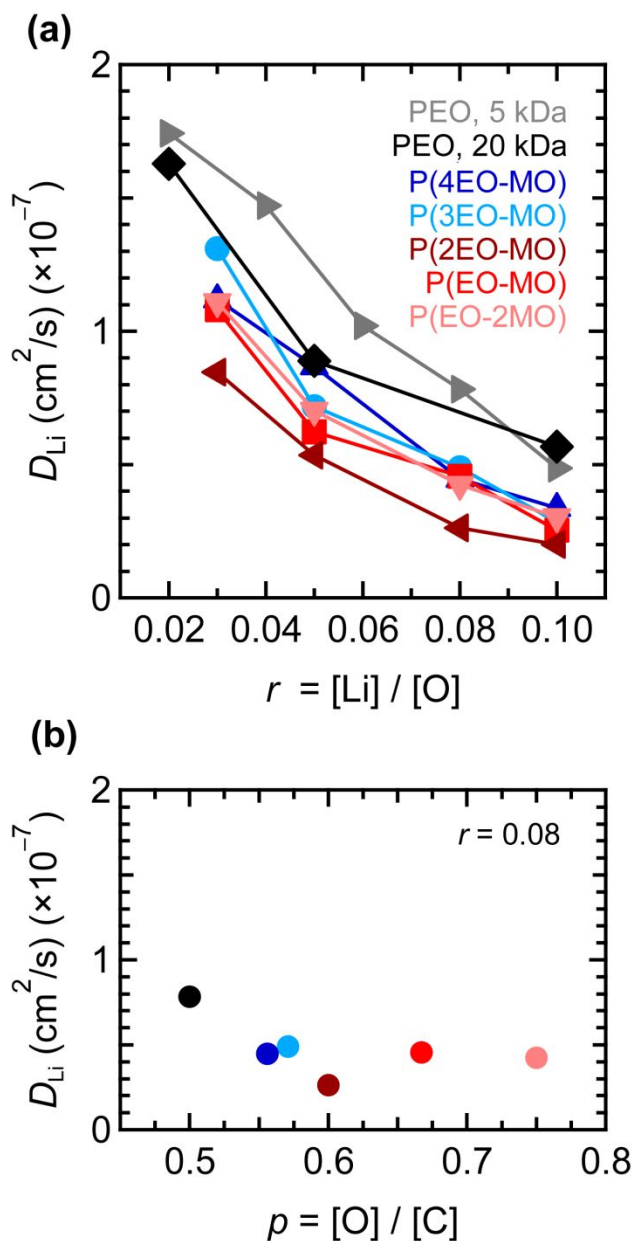 (a)
2
1
0
D_Li (cm²/s) (×10⁻⁷)
PEO, 5 kDa
PEO, 20 kDa
P(4EO-MO)
P(3EO-MO)
P(2EO-MO)
P(EO-MO)
P(EO-2MO)
0.02 0.04 0.06 0.08 0.10
r = [Li] / [O]
(b)
2
1
0
D_Li (cm²/s) (×10⁻⁷)
r = 0.08
0.5 0.6 0.7 0.8
p = [O] / [C]